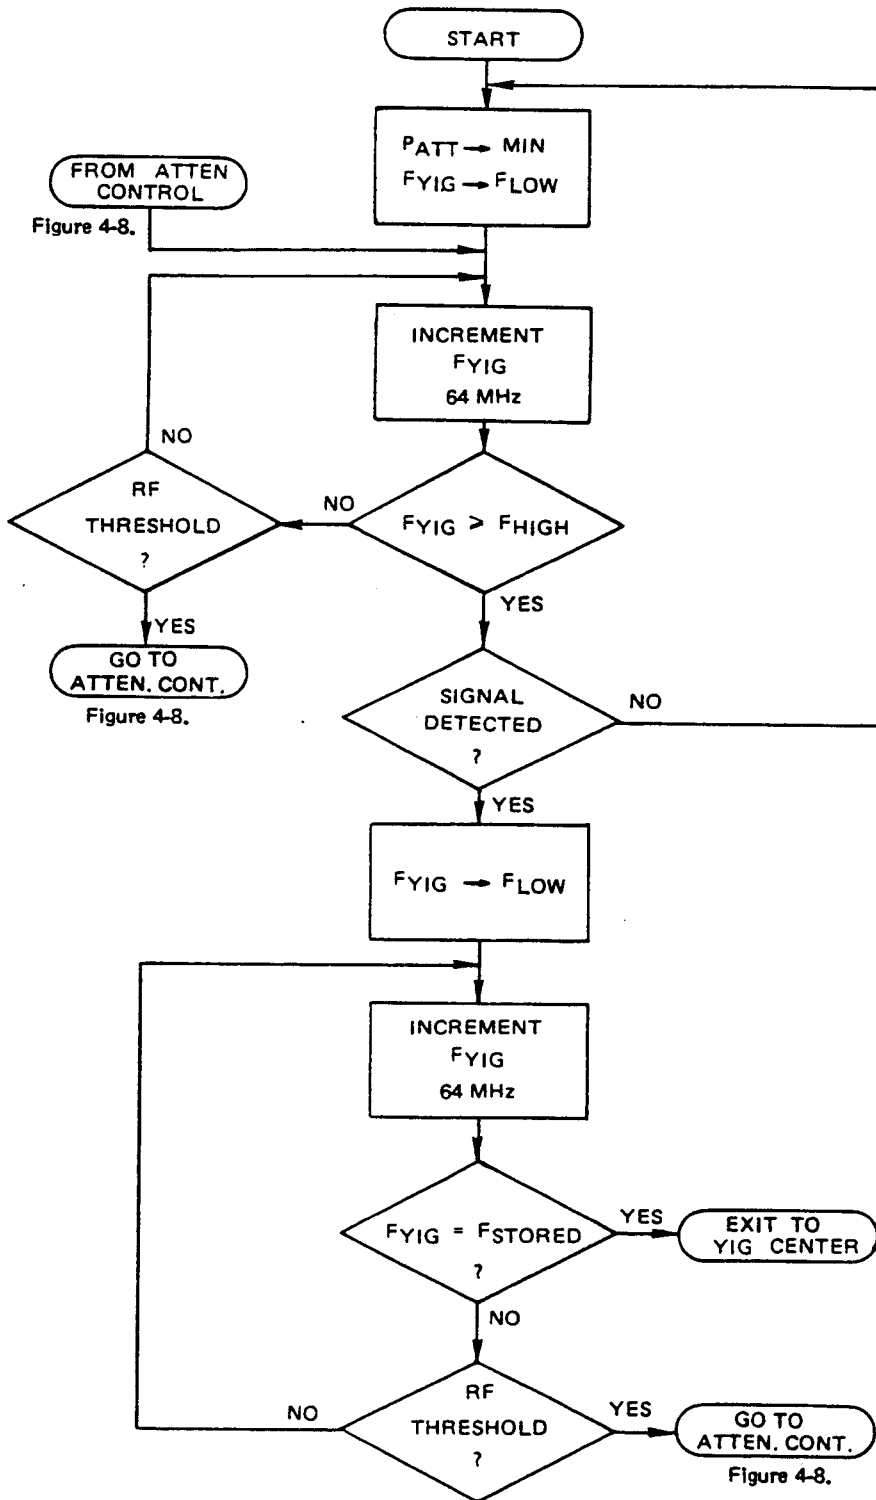 START
PATT → MIN
FYIG → FLOW
FROM ATTEN
CONTROL
Figure 4-8.
INCREMENT
FYIG
64 MHz
NO
RF
THRESHOLD
?
NO
FYIG ⩾ FHIGH
YES
YES
GO TO
ATTEN. CONT.
Figure 4-8.
SIGNAL
DETECTED
?
NO
YES
FYIG → FLOW
INCREMENT
FYIG
64 MHz
FYIG = FSTORED
?
YES
EXIT TO
YIG CENTER
NO
RF
THRESHOLD
?
NO
YES
GO TO
ATTEN. CONT.
Figure 4-8.